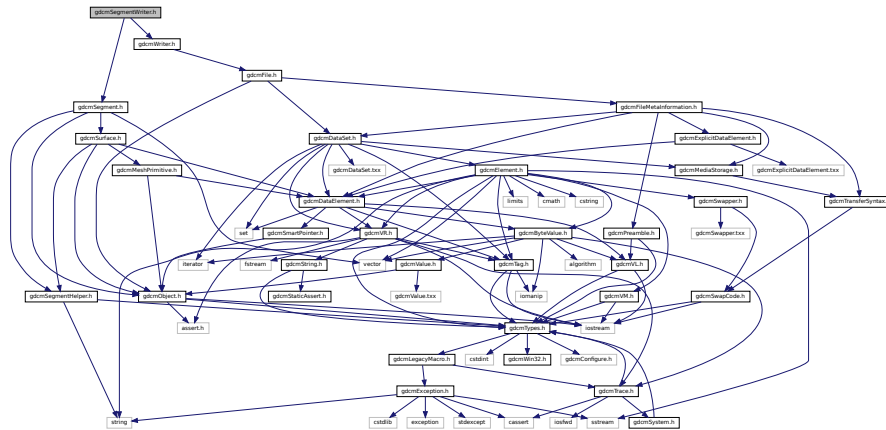 gdcmSegmentWriter.h
gdcmWriter.h
gdcmFile.h
gdcmSegment.h
gdcmFileMetaInformation.h
gdcmSurface.h
gdcmDataSet.h
gdcmExplicitDataElement.h
gdcmMeshPrimitive.h
gdcmDataSet.txx
gdcmElement.h
gdcmMediaStorage.h
gdcmExplicitDataElement.txx
gdcmDataElement.h
limits
cmath
cstring
gdcmSwapper.h
gdcmTransferSyntax.h
set
gdcmSmartPointer.h
gdcmVR.h
gdcmByteValue.h
gdcmPreamble.h
gdcmSwapper.txx
iterator
fstream
gdcmString.h
vector
gdcmValue.h
gdcmTag.h
algorithm
gdcmVL.h
gdcmSegmentHelper.h
gdcmObject.h
gdcmStaticAssert.h
gdcmValue.txx
iomanip
gdcmVM.h
gdcmSwapCode.h
assert.h
gdcmTypes.h
iostream
gdcmLegacyMacro.h
cstdint
gdcmWin32.h
gdcmConfigure.h
gdcmException.h
gdcmTrace.h
string
cstdlib
exception
stdexcept
cassert
iosfwd
sstream
gdcmSystem.h